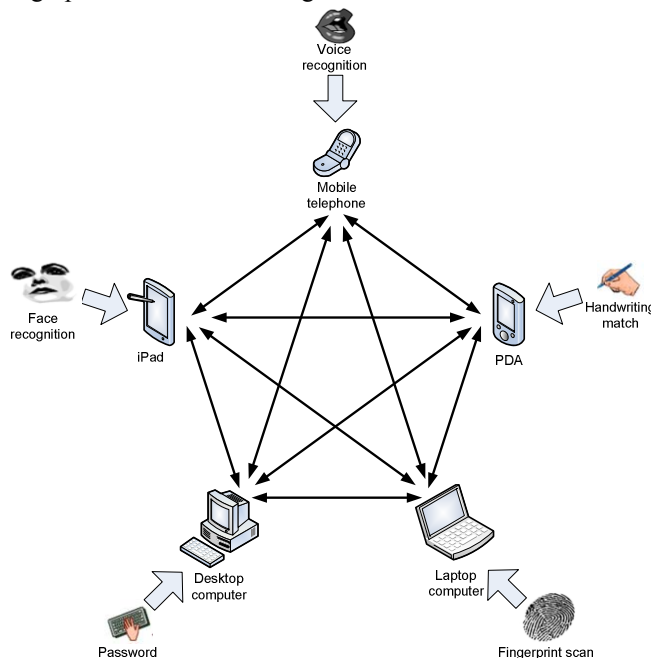 Voice
recognition
Mobile
telephone
Face
recognition
iPad
Handwriting
match
PDA
Desktop
computer
Laptop
computer
Password
Fingerprint scan